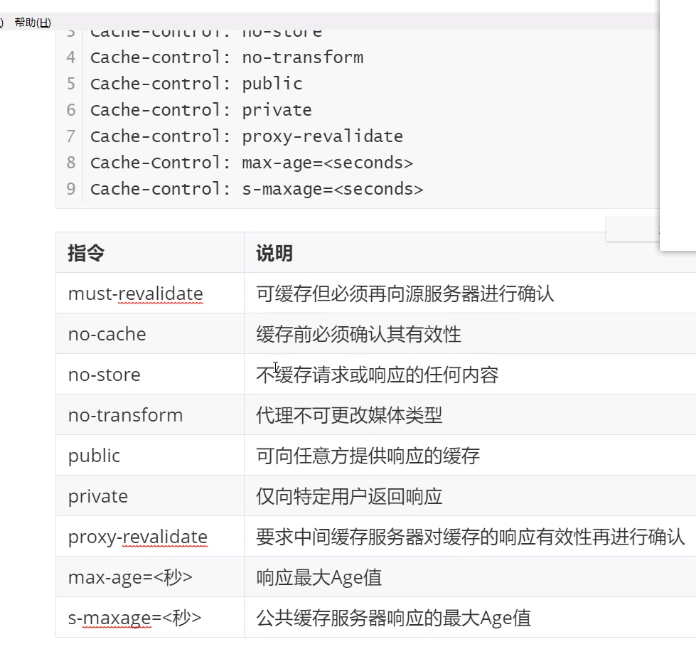 ) 帮助(H)
3 Cache-control: no-store
4 Cache-control: no-transform
5 Cache-control: public
6 Cache-control: private
7 Cache-control: proxy-revalidate
8 Cache-Control: max-age=<seconds>
9 Cache-control: s-maxage=<seconds>
指令 说明
must-revalidate 可缓存但必须再向源服务器进行确认
no-cache 缓存前必须确认其有效性
no-store 不缓存请求或响应的任何内容
no-transform 代理不可更改媒体类型
public 可向任意方提供响应的缓存
private 仅向特定用户返回响应
proxy-revalidate 要求中间缓存服务器对缓存的响应有效性再进行确认
max-age=<秒> 响应最大Age值
s-maxage=<秒> 公共缓存服务器响应的最大Age值